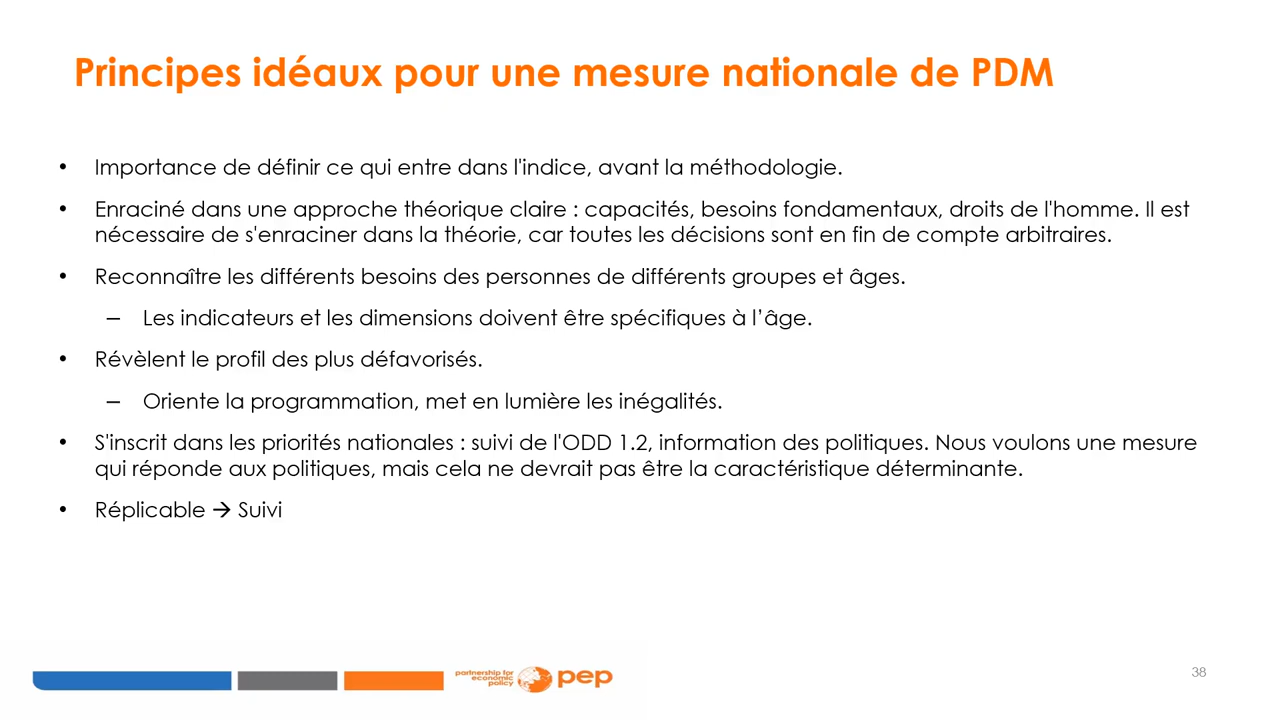 Principes idéaux pour une mesure nationale de PDM
• Importance de définir ce qui entre dans l'indice, avant la méthodologie.
• Enraciné dans une approche théorique claire : capacités, besoins fondamentaux, droits de l'homme. Il est
nécessaire de s'enraciner dans la théorie, car toutes les décisions sont en fin de compte arbitraires.
• Reconnaître les différents besoins des personnes de différents groupes et âges.
– Les indicateurs et les dimensions doivent être spécifiques à l’âge.
• Révèlent le profil des plus défavorisés.
– Oriente la programmation, met en lumière les inégalités.
• S'inscrit dans les priorités nationales : suivi de l'ODD 1.2, information des politiques. Nous voulons une mesure
qui réponde aux politiques, mais cela ne devrait pas être la caractéristique déterminante.
• Réplicable → Suivi
partnership for
economic
policy
pep
38